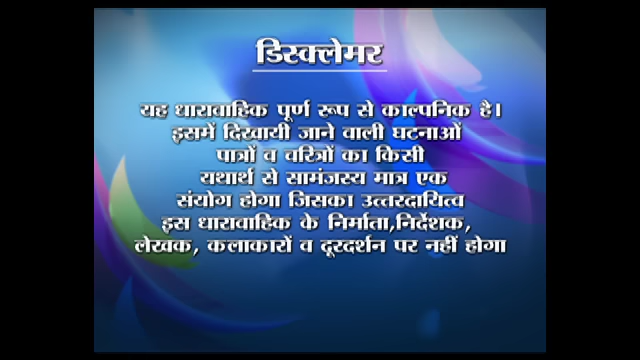 डिस्क्लेमर
यह धारावाहिक पूर्ण रूप से काल्पनिक है।
इसमें दिखायी जाने वाली घटनाओं
पात्रों व चरित्रों का किसी
यथार्थ से सामंजस्य मात्र एक
संयोग होगा जिसका उत्तरदायित्व
इस धारावाहिक के निर्माता,निर्देशक,
लेखक, कलाकारों व दूरदर्शन पर नहीं होगा